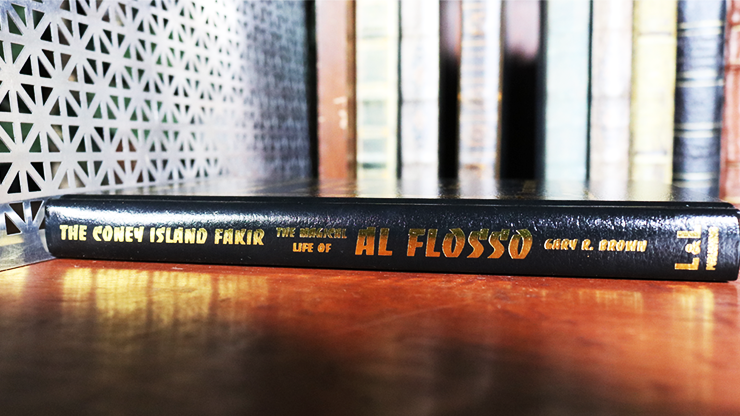 THE CONEY ISLAND FAKIR
THE MAGICAL
LIFE OF
AL FLOSSO
GARY R. BROWN
L&L